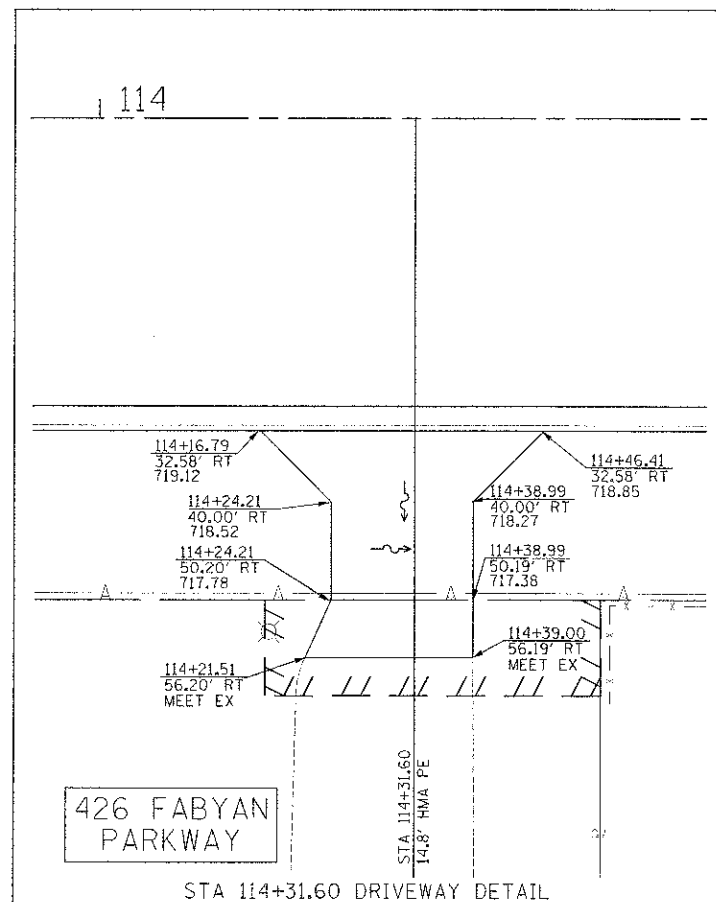 114
114+16.79
32.58' RT
719.12
114+46.41
32.58' RT
718.85
114+24.21
40.00' RT
718.52
114+38.99
40.00' RT
718.27
114+24.21
50.20' RT
717.78
114+38.99
50.19' RT
717.38
A A A A
114+21.51
56.20' RT
MEET EX
114+39.00
56.19' RT
MEET EX
STA 114+31.60
14.8' HMA PE
426 FABYAN
PARKWAY
STA 114+31.60 DRIVEWAY DETAIL